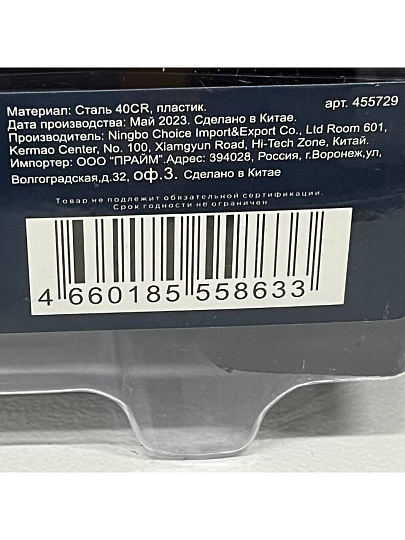 Материал: Сталь 40CR, пластик. арт. 455729
Дата производства: Май 2023. Сделано в Китае.
Производитель: Ningbo Choice Import&Export Co., Ltd Room 601,
Kermao Center, No. 100, Xiamgyun Road, Hi-Tech Zone, Китай.
Импортер: ООО "ПРАЙМ".Адрес: 394028, Россия, г.Воронеж,ул,
Волгоградская,д.32, оф.3. Сделано в Китае
Товар не подлежит обязательной сертификации.
Срок годности не ограничен
4 660185 558633